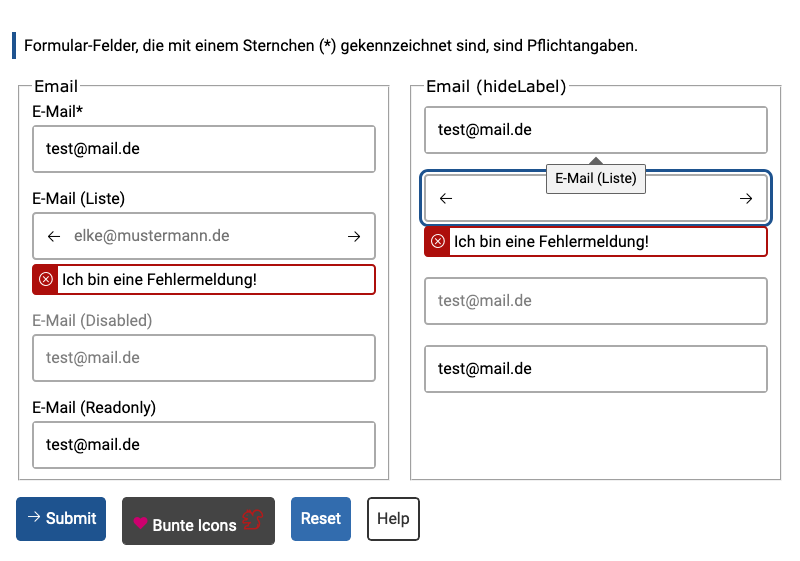 Formular-Felder, die mit einem Sternchen (*) gekennzeichnet sind, sind Pflichtangaben.
Email
E-Mail*
test@mail.de
E-Mail (Liste)
← elke@mustermann.de →
Ich bin eine Fehlermeldung!
E-Mail (Disabled)
test@mail.de
E-Mail (Readonly)
test@mail.de
Email (hideLabel)
test@mail.de
E-Mail (Liste)
← →
Ich bin eine Fehlermeldung!
test@mail.de
test@mail.de
→ Submit
Bunte Icons
Reset
Help